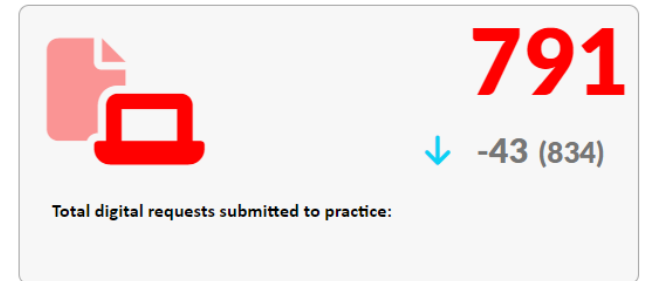 791
↓ -43 (834)
Total digital requests submitted to practice: